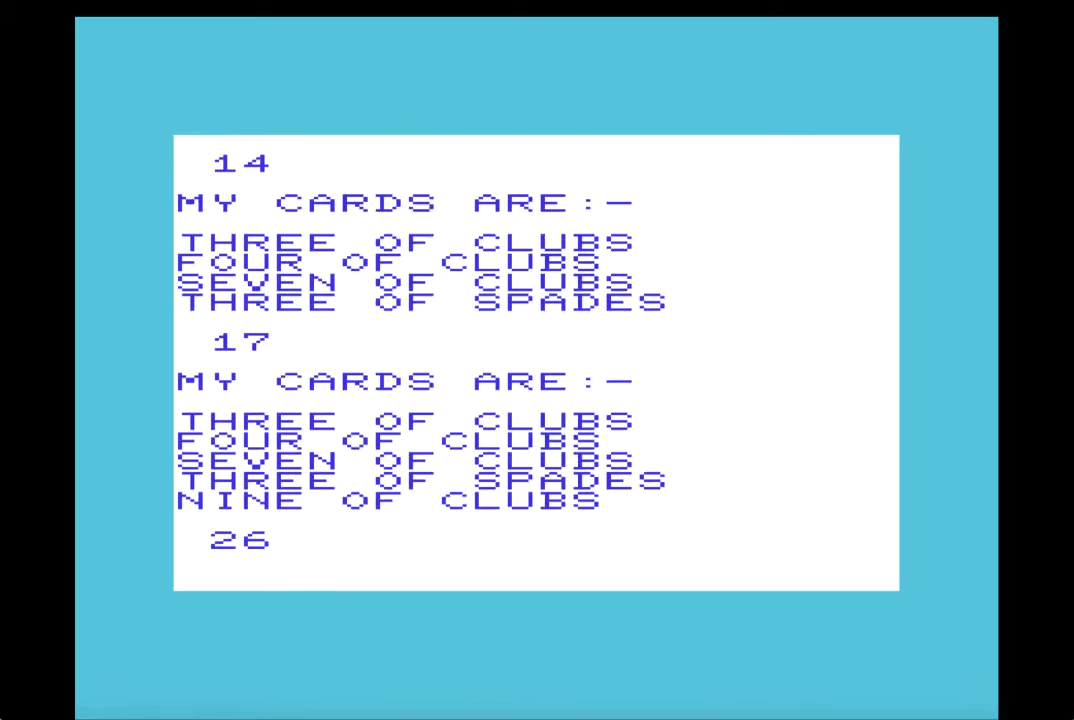 14
MY CARDS ARE:-
THREE OF CLUBS
FOUR OF CLUBS
SEVEN OF CLUBS
THREE OF SPADES
17
MY CARDS ARE:-
THREE OF CLUBS
FOUR OF CLUBS
SEVEN OF CLUBS
THREE OF SPADES
NINE OF CLUBS
26